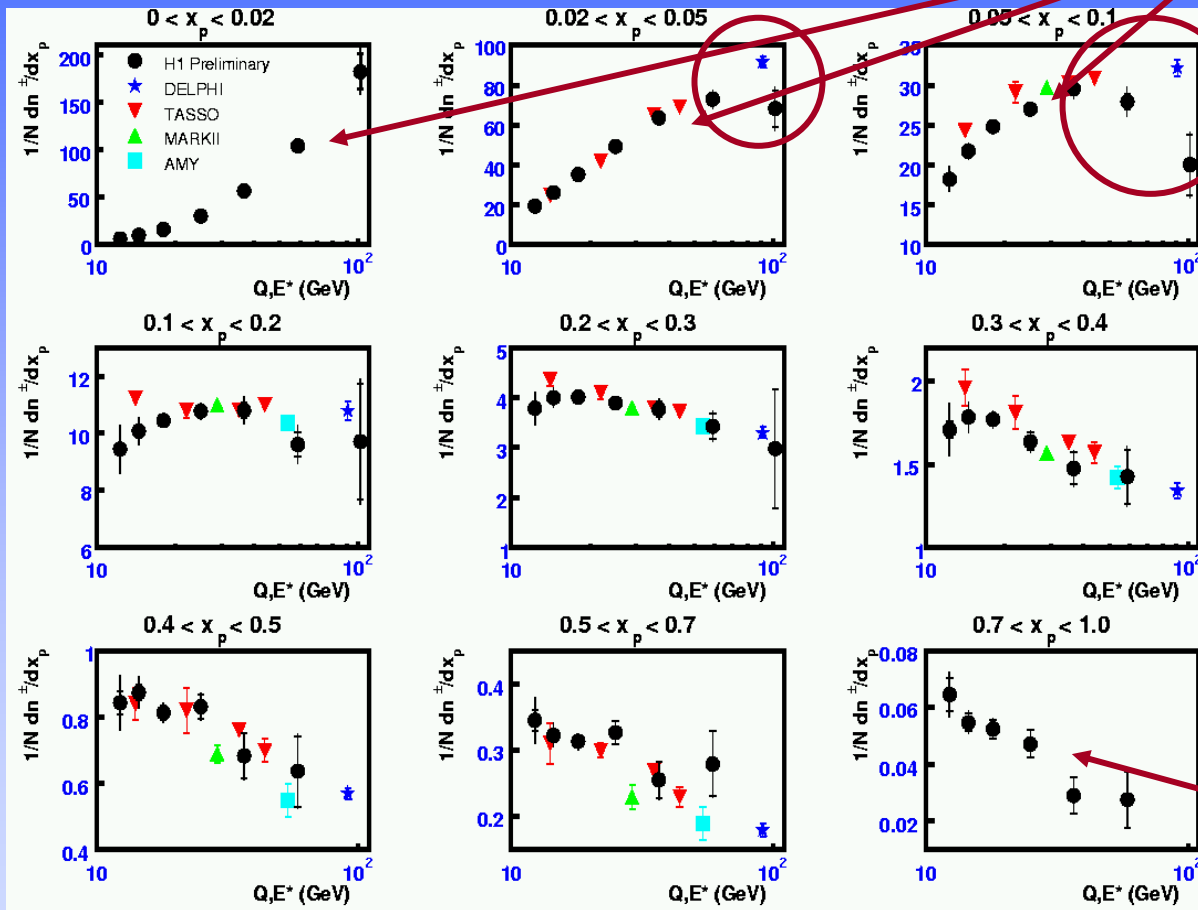 0 < x_p < 0.02
0.02 < x_p < 0.05
0.05 < x_p < 0.1
1/N dn^±/dx_p
200
150
100
50
0
H1 Preliminary
DELPHI
TASSO
MARKII
AMY
10
10^2
Q,E* (GeV)
1/N dn^±/dx_p
100
80
60
40
20
0
10
10^2
Q,E* (GeV)
1/N dn^±/dx_p
35
30
25
20
15
10
10
10^2
Q,E* (GeV)
0.1 < x_p < 0.2
0.2 < x_p < 0.3
0.3 < x_p < 0.4
1/N dn^±/dx_p
12
10
8
6
10
10^2
Q,E* (GeV)
1/N dn^±/dx_p
5
4
3
2
1
10
10^2
Q,E* (GeV)
1/N dn^±/dx_p
2
1.5
1
10
10^2
Q,E* (GeV)
0.4 < x_p < 0.5
0.5 < x_p < 0.7
0.7 < x_p < 1.0
1/N dn^±/dx_p
1
0.8
0.6
0.4
10
10^2
Q,E* (GeV)
1/N dn^±/dx_p
0.4
0.3
0.2
10
10^2
Q,E* (GeV)
1/N dn^±/dx_p
0.08
0.06
0.04
0.02
10
10^2
Q,E* (GeV)